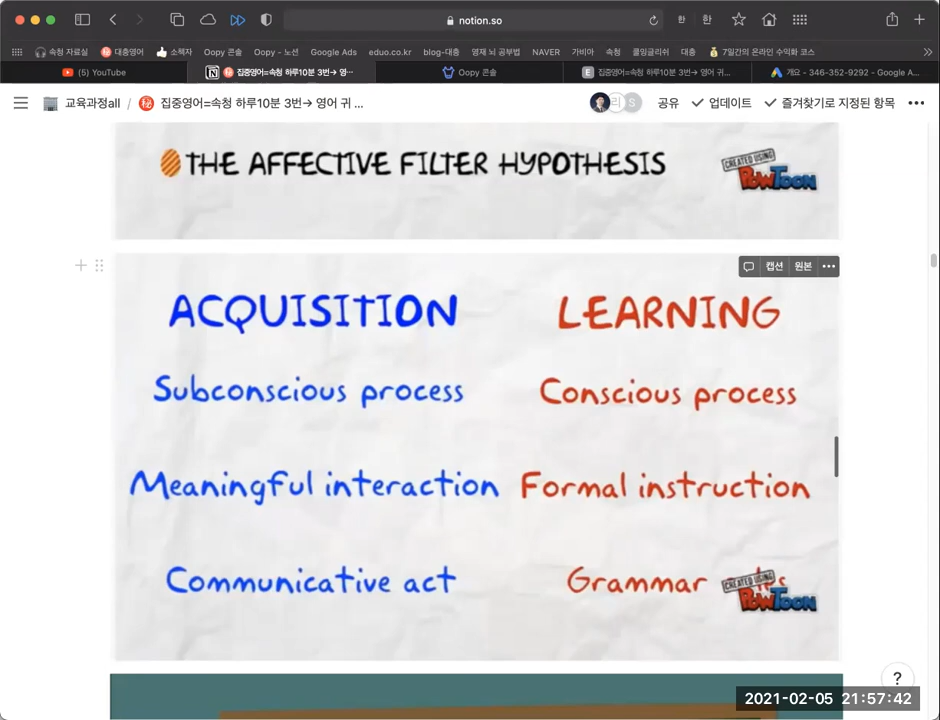 notion.so
한
한
속청 자료실
대충영어
소책자
Oopy 콘솔
Oopy - 노션
Google Ads
eduo.co.kr
blog-대충
영재 뇌 공부법
NAVER
가비아
속청
콜잉글리쉬
대충
7일간의 온라인 수익화 코스
(5) YouTube
집중영어=속청 하루10분 3번→ 영…
Oopy 콘솔
집중영어=속청 하루10분 3번→ 영어 귀…
개요 - 346-352-9292 - Google A…
교육과정all / 집중영어=속청 하루10분 3번→ 영어 귀 …
리
S
공유
업데이트
즐겨찾기로 지정된 항목
THE AFFECTIVE FILTER HYPOTHESIS
CREATED USING
POWTOON
캡션
원본
ACQUISITION
LEARNING
Subconscious process
Conscious process
Meaningful interaction
Formal instruction
Communicative act
Grammar
CREATED USING
POWTOON
?
2021-02-05 21:57:42